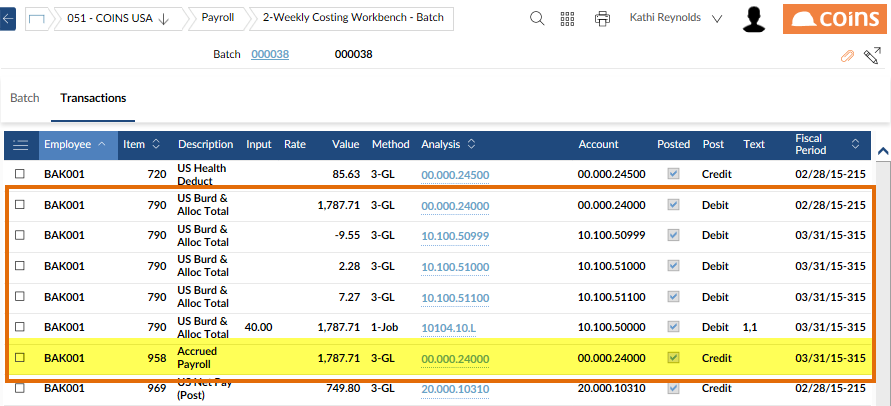 051 - COINS USA Payroll 2-Weekly Costing Workbench - Batch Kathi Reynolds coins
Batch 000038 000038
Batch Transactions
Employee Item Description Input Rate Value Method Analysis Account Posted Post Text Fiscal Period
BAK001 720 US Health Deduct 85.63 3-GL 00.000.24500 00.000.24500 Credit 02/28/15-215
BAK001 790 US Burd & Alloc Total 1,787.71 3-GL 00.000.24000 00.000.24000 Debit 02/28/15-215
BAK001 790 US Burd & Alloc Total -9.55 3-GL 10.100.50999 10.100.50999 Debit 03/31/15-315
BAK001 790 US Burd & Alloc Total 2.28 3-GL 10.100.51000 10.100.51000 Debit 03/31/15-315
BAK001 790 US Burd & Alloc Total 7.27 3-GL 10.100.51100 10.100.51100 Debit 03/31/15-315
BAK001 790 US Burd & Alloc Total 40.00 1,787.71 1-Job 10104.10.L 10.100.50000 Debit 1,1 03/31/15-315
BAK001 958 Accrued Payroll 1,787.71 3-GL 00.000.24000 00.000.24000 Credit 03/31/15-315
BAK001 969 US Net Pay (Post) 749.80 3-GL 20.000.10310 20.000.10310 Credit 02/28/15-215